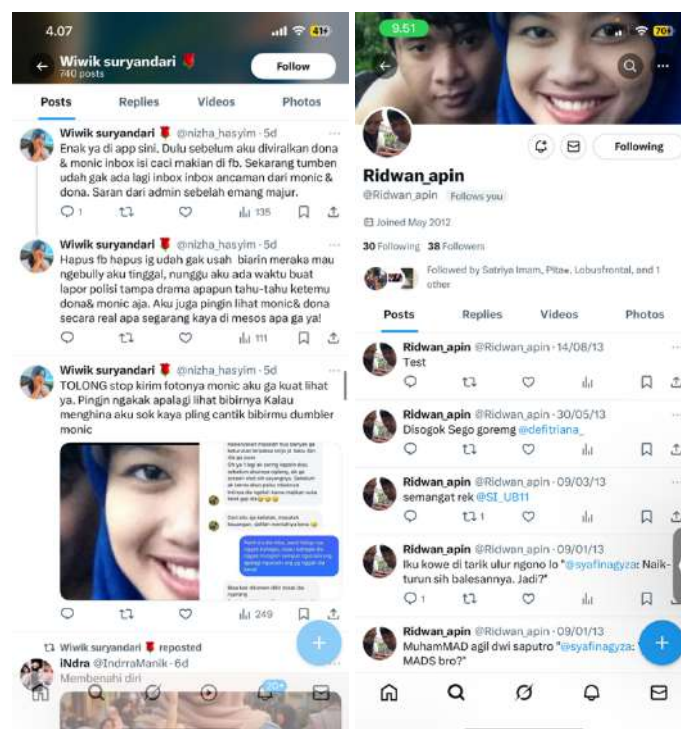 4.07
41
Wiwik suryandari
740 posts
Follow
Posts Replies Videos Photos
Wiwik suryandari @nizha_hasyim · 5d
Enak ya di app sini. Dulu sebelum aku diviralkan dona
& monic inbox isi caci makian di fb. Sekarang tumben
udah gak ada lagi inbox inbox ancaman dari monic &
dona. Saran dari admin sebelah emang majur.
1 135
Wiwik suryandari @nizha_hasyim · 5d
Hapus fb hapus ig udah gak usah biarin meraka mau
ngebully aku tinggal, nunggu aku ada waktu buat
lapor polisi tampa drama apapun tahu-tahu ketemu
dona& monic aja. Aku juga pingin lihat monic& dona
secara real apa segarang kaya di mesos apa ga ya!
111
Wiwik suryandari @nizha_hasyim · 5d
TOLONG stop kirim fotonya monic aku ga kuat lihat
ya. Pingin ngakak apalagi lihat bibirnya Kalau
menghina aku sok kaya pling cantik bibirmu dumbler
monic
249
Wiwik suryandari reposted
iNdra @IndrraManik · 6d
Membenahi diri
20+
9.51
70
Following
Ridwan_apin
@Ridwan_apin Follows you
Joined May 2012
30 Following 38 Followers
Followed by Satriya Imam, Pita, Lobusfrontal, and 1
other
Posts Replies Videos Photos
Ridwan_apin @Ridwan_apin · 14/08/13
Test
Ridwan_apin @Ridwan_apin · 30/05/13
Disogok Sego goremg @defitriana_
Ridwan_apin @Ridwan_apin · 09/03/13
semangat rek @SI_UB11
1
Ridwan_apin @Ridwan_apin · 09/01/13
Iku kowe di tarik ulur ngono lo "@syafinagyza: Naik-
turun sih balesannya. Jadi?"
1
Ridwan_apin @Ridwan_apin · 09/01/13
MuhamMAD agil dwi saputro "@syafinagyza:
MADS bro?"